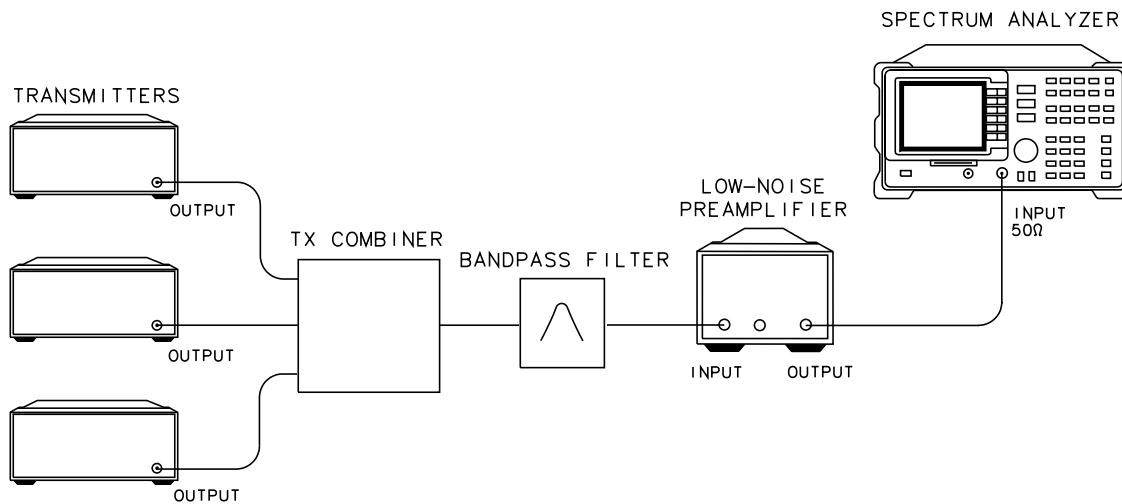 SPECTRUM ANALYZER
TRANSMITTERS
OUTPUT
LOW-NOISE
PREAMPLIFIER
INPUT
50Ω
TX COMBINER
BANDPASS FILTER
OUTPUT
INPUT
OUTPUT
OUTPUT